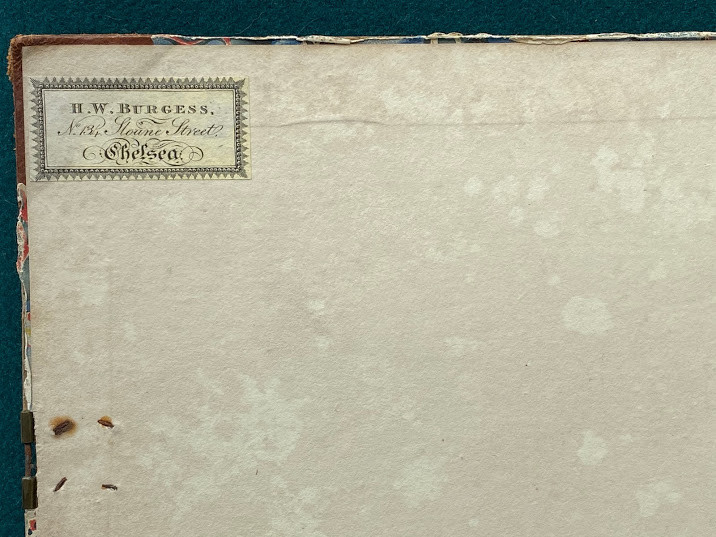 H. W. BURGESS,
No. 134, Sloane Street,
Chelsea.